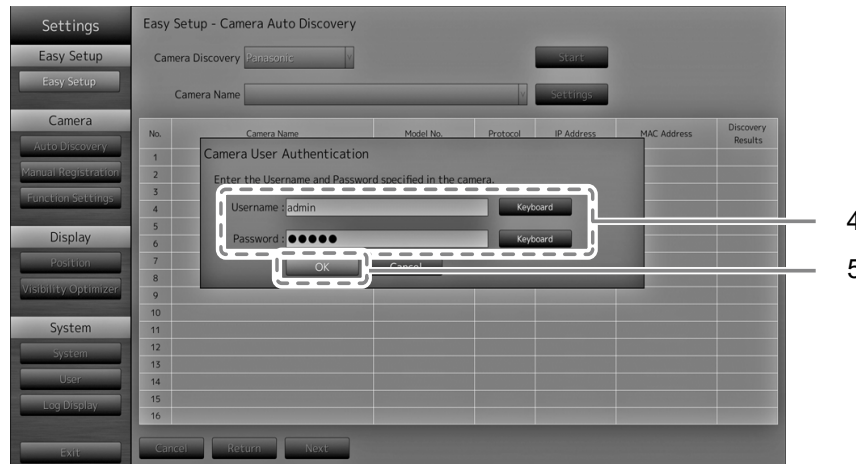 Settings
Easy Setup
Easy Setup
Camera
Auto Discovery
Manual Registration
Function Settings
Display
Position
Visibility Optimizer
System
System
User
Log Display
Exit
Easy Setup - Camera Auto Discovery
Camera Discovery Panasonic Start
Camera Name Settings
No. Camera Name Model No. Protocol IP Address MAC Address Discovery Results
1
2
3
4
5
6
7
8
9
10
11
12
13
14
15
16
Camera User Authentication
Enter the Username and Password specified in the camera.
Username : admin Keyboard
Password : ●●●●● Keyboard
OK Cancel
4
5
Cancel Return Next